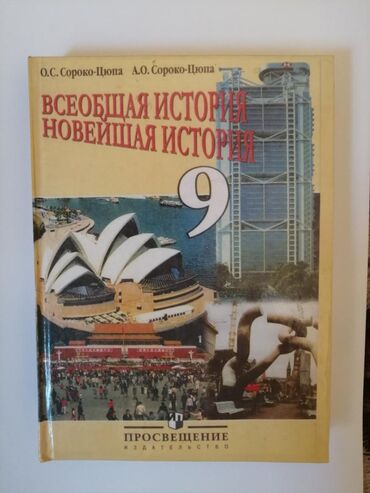 О.С. Сороко-Цюпа А.О. Сороко-Цюпа
ВСЕОБЩАЯ ИСТОРИЯ
НОВЕЙШАЯ ИСТОРИЯ
9
ПРОСВЕЩЕНИЕ
ИЗДАТЕЛЬСТВО